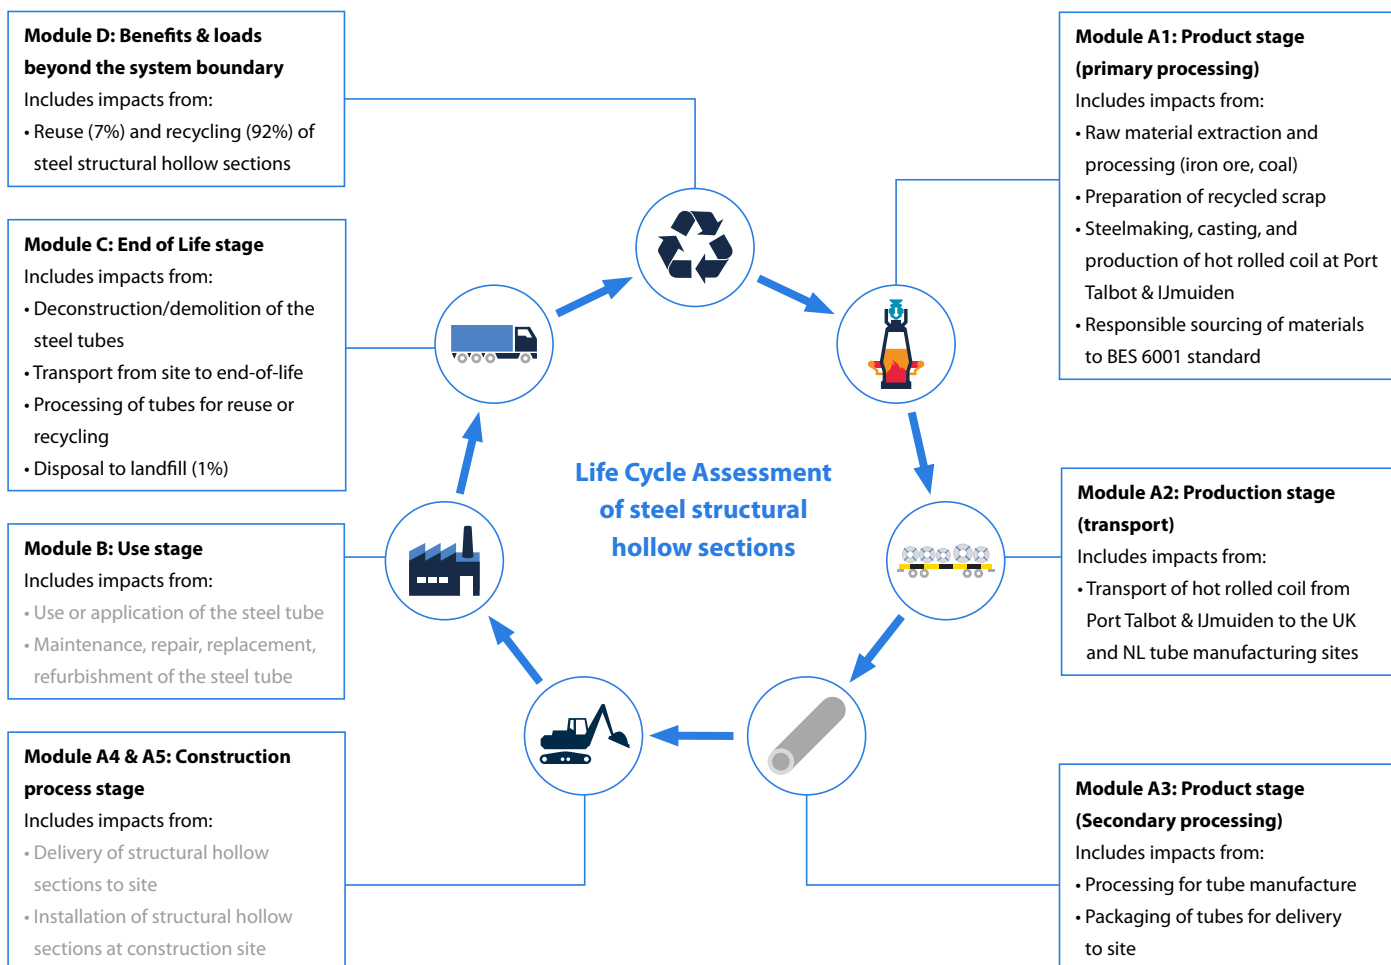 Module D: Benefits & loads
beyond the system boundary
Includes impacts from:
• Reuse (7%) and recycling (92%) of
steel structural hollow sections
Module C: End of Life stage
Includes impacts from:
• Deconstruction/demolition of the
steel tubes
• Transport from site to end-of-life
• Processing of tubes for reuse or
recycling
• Disposal to landfill (1%)
Module B: Use stage
Includes impacts from:
• Use or application of the steel tube
• Maintenance, repair, replacement,
refurbishment of the steel tube
Module A4 & A5: Construction
process stage
Includes impacts from:
• Delivery of structural hollow
sections to site
• Installation of structural hollow
sections at construction site
Life Cycle Assessment
of steel structural
hollow sections
Module A1: Product stage
(primary processing)
Includes impacts from:
• Raw material extraction and
processing (iron ore, coal)
• Preparation of recycled scrap
• Steelmaking, casting, and
production of hot rolled coil at Port
Talbot & IJmuiden
• Responsible sourcing of materials
to BES 6001 standard
Module A2: Production stage
(transport)
Includes impacts from:
• Transport of hot rolled coil from
Port Talbot & IJmuiden to the UK
and NL tube manufacturing sites
Module A3: Product stage
(Secondary processing)
Includes impacts from:
• Processing for tube manufacture
• Packaging of tubes for delivery
to site